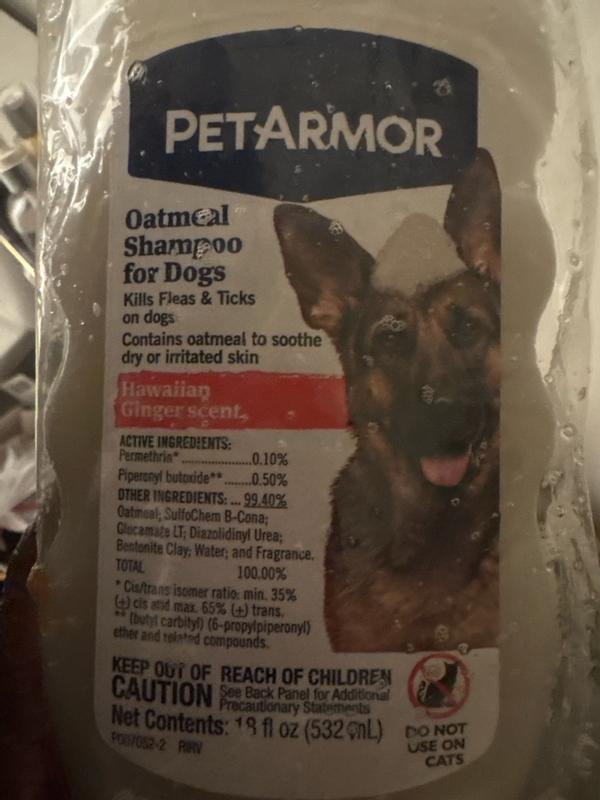 PETARMOR
Oatmeal
Shampoo
for Dogs
Kills Fleas & Ticks
on dogs
Contains oatmeal to soothe
dry or irritated skin
Hawaiian
Ginger scent
ACTIVE INGREDIENTS:
Permethrin* ....................0.10%
Piperonyl butoxide** .......0.50%
OTHER INGREDIENTS: ... 99.40%
Oatmeal; SulfoChem B-Cona;
Glucamate LT; Diazolidinyl Urea;
Bentonite Clay; Water; and Fragrance.
TOTAL 100.00%
* Cis/trans isomer ratio: min. 35%
(±) cis and max. 65% (±) trans.
** (butyl carbityl) (6-propylpiperonyl)
ether and related compounds.
KEEP OUT OF REACH OF CHILDREN
CAUTION See Back Panel for Additional
Precautionary Statements
Net Contents: 18 fl oz (532 mL)
DO NOT
USE ON
CATS